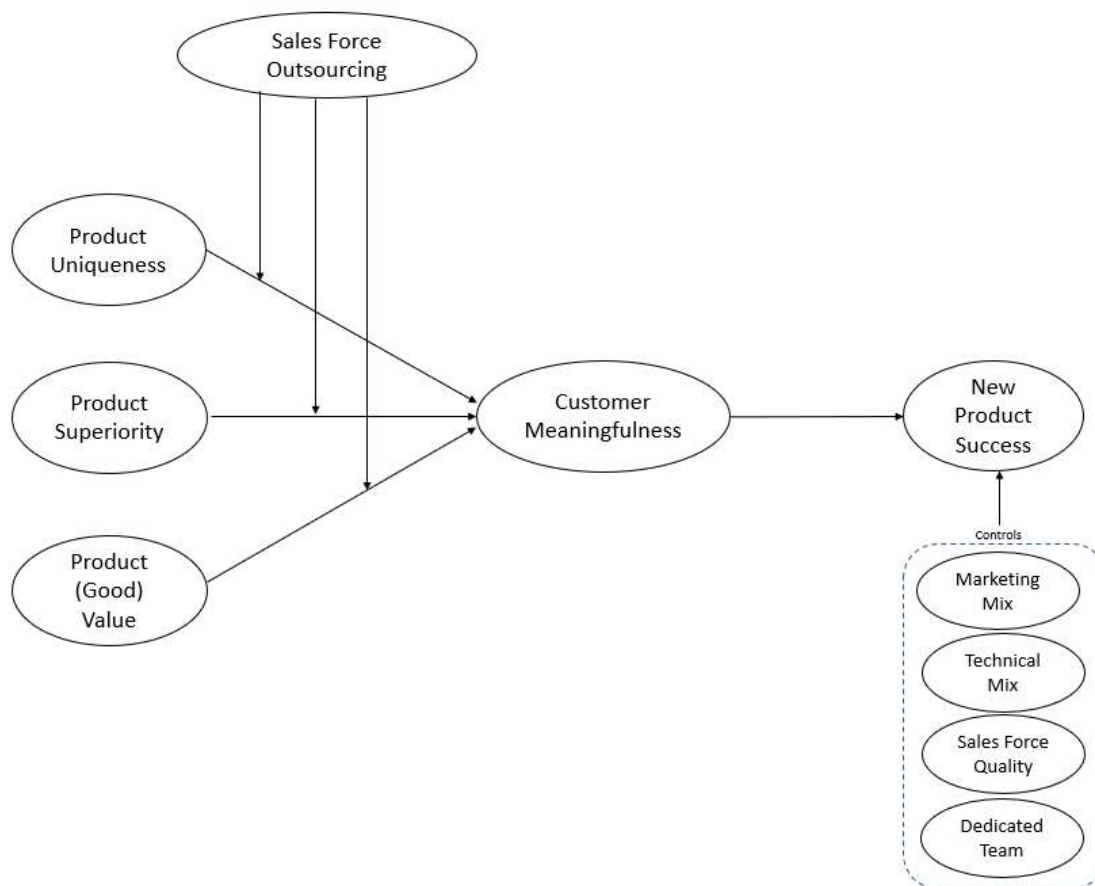 Sales Force
Outsourcing
Product
Uniqueness
Product
Superiority
Customer
Meaningfulness
New
Product
Success
Product
(Good)
Value
Controls
Marketing
Mix
Technical
Mix
Sales Force
Quality
Dedicated
Team